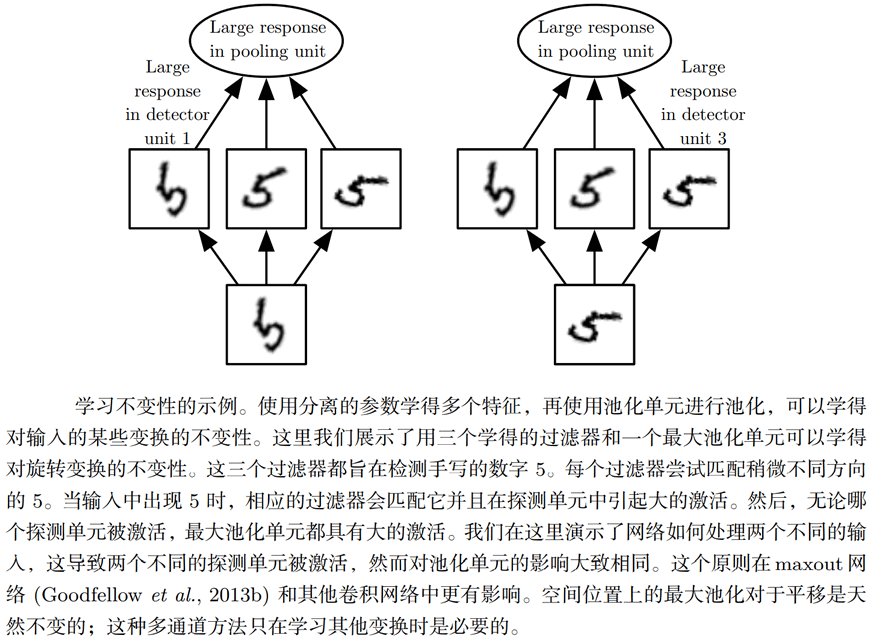 Large response
in pooling unit
Large response
in pooling unit
Large
response
in detector
unit 1
Large
response
in detector
unit 3
5
5
5
5
5
5
5
5
学习不变性的示例。使用分离的参数学得多个特征，再使用池化单元进行池化，可以学得
对输入的某些变换的不变性。这里我们展示了用三个学得的过滤器和一个最大池化单元可以学得
对旋转变换的不变性。这三个过滤器都旨在检测手写的数字 5。每个过滤器尝试匹配稍微不同方向
的 5。当输入中出现 5 时，相应的过滤器会匹配它并且在探测单元中引起大的激活。然后，无论哪
个探测单元被激活，最大池化单元都具有大的激活。我们在这里演示了网络如何处理两个不同的输
入，这导致两个不同的探测单元被激活，然而对池化单元的影响大致相同。这个原则在 maxout 网
络 (Goodfellow et al., 2013b) 和其他卷积网络中更有影响。空间位置上的最大池化对于平移是天
然不变的；这种多通道方法只在学习其他变换时是必要的。